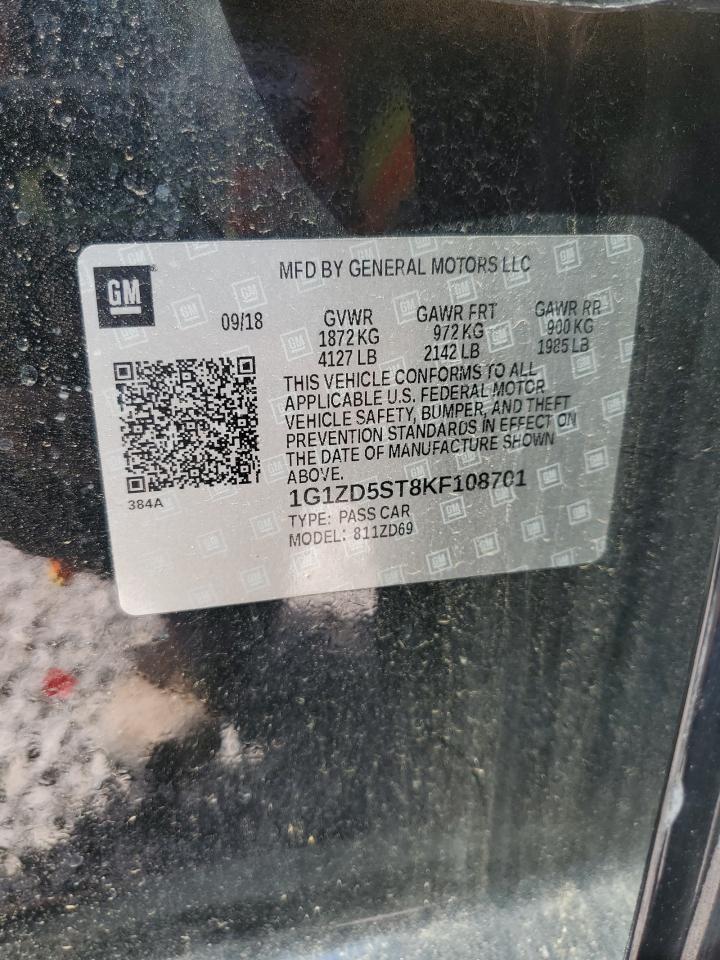 GM
MFD BY GENERAL MOTORS LLC
09/18
GVWR
1872 KG
4127 LB
GAWR FRT
972 KG
2142 LB
GAWR RR
900 KG
1985 LB
THIS VEHICLE CONFORMS TO ALL
APPLICABLE U.S. FEDERAL MOTOR
VEHICLE SAFETY, BUMPER, AND THEFT
PREVENTION STANDARDS IN EFFECT ON
THE DATE OF MANUFACTURE SHOWN
ABOVE.
384A
1G1ZD5ST8KF108701
TYPE: PASS CAR
MODEL: 811ZD69